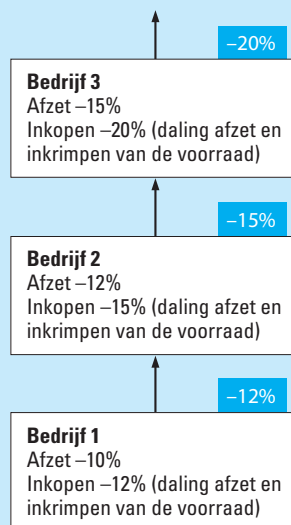 –20%
Bedrijf 3
Afzet –15%
Inkopen –20% (daling afzet en
inkrimpen van de voorraad)
–15%
Bedrijf 2
Afzet –12%
Inkopen –15% (daling afzet en
inkrimpen van de voorraad)
–12%
Bedrijf 1
Afzet –10%
Inkopen –12% (daling afzet en
inkrimpen van de voorraad)